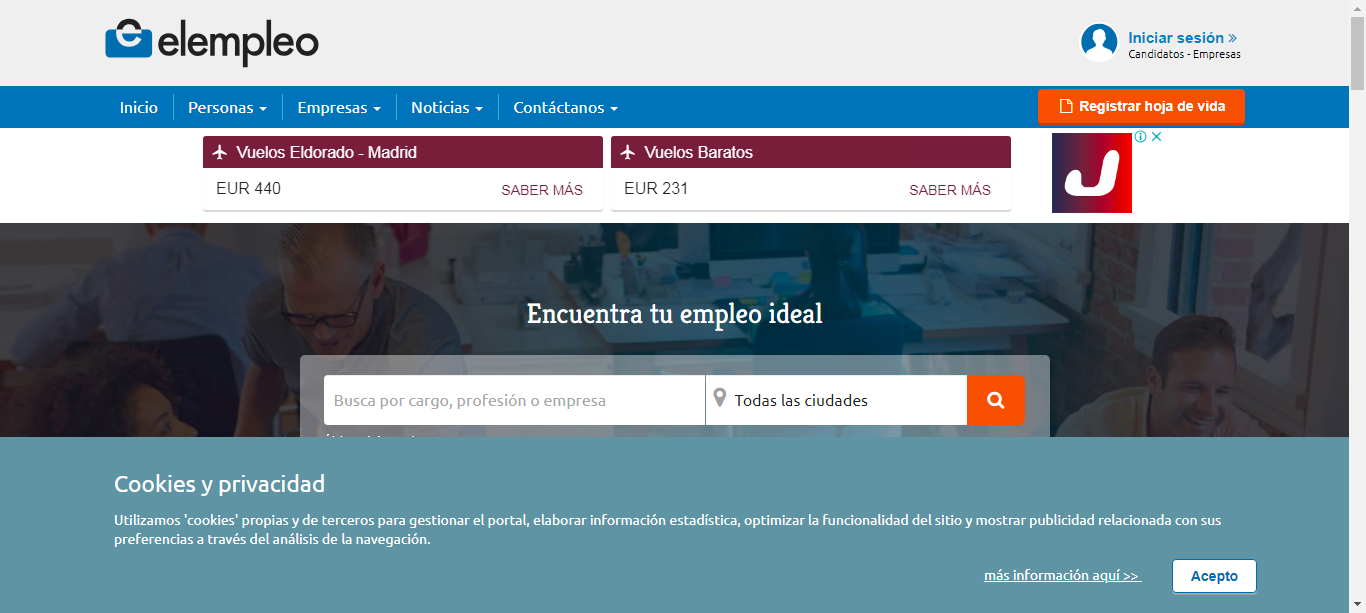 elempleo
Iniciar sesión »
Candidatos - Empresas
Inicio Personas Empresas Noticias Contáctanos
Registrar hoja de vida
Vuelos Eldorado - Madrid
EUR 440 SABER MÁS
Vuelos Baratos
EUR 231 SABER MÁS
J
Encuentra tu empleo ideal
Busca por cargo, profesión o empresa
Todas las ciudades
Cookies y privacidad
Utilizamos 'cookies' propias y de terceros para gestionar el portal, elaborar información estadística, optimizar la funcionalidad del sitio y mostrar publicidad relacionada con sus
preferencias a través del análisis de la navegación.
más información aquí >>
Acepto